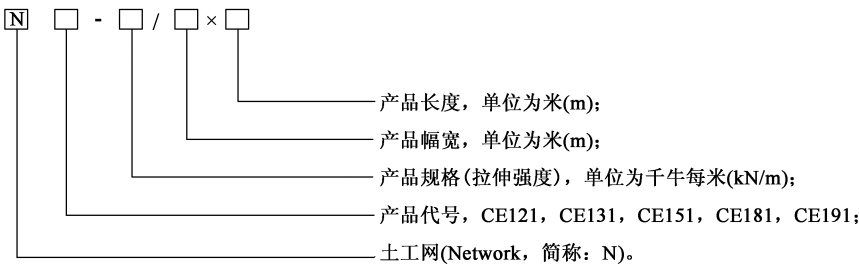 N □ - □ / □ × □
产品长度，单位为米(m)；
产品幅宽，单位为米(m)；
产品规格(拉伸强度)，单位为千牛每米(kN/m)；
产品代号，CE121，CE131，CE151，CE181，CE191；
土工网(Network，简称：N)。